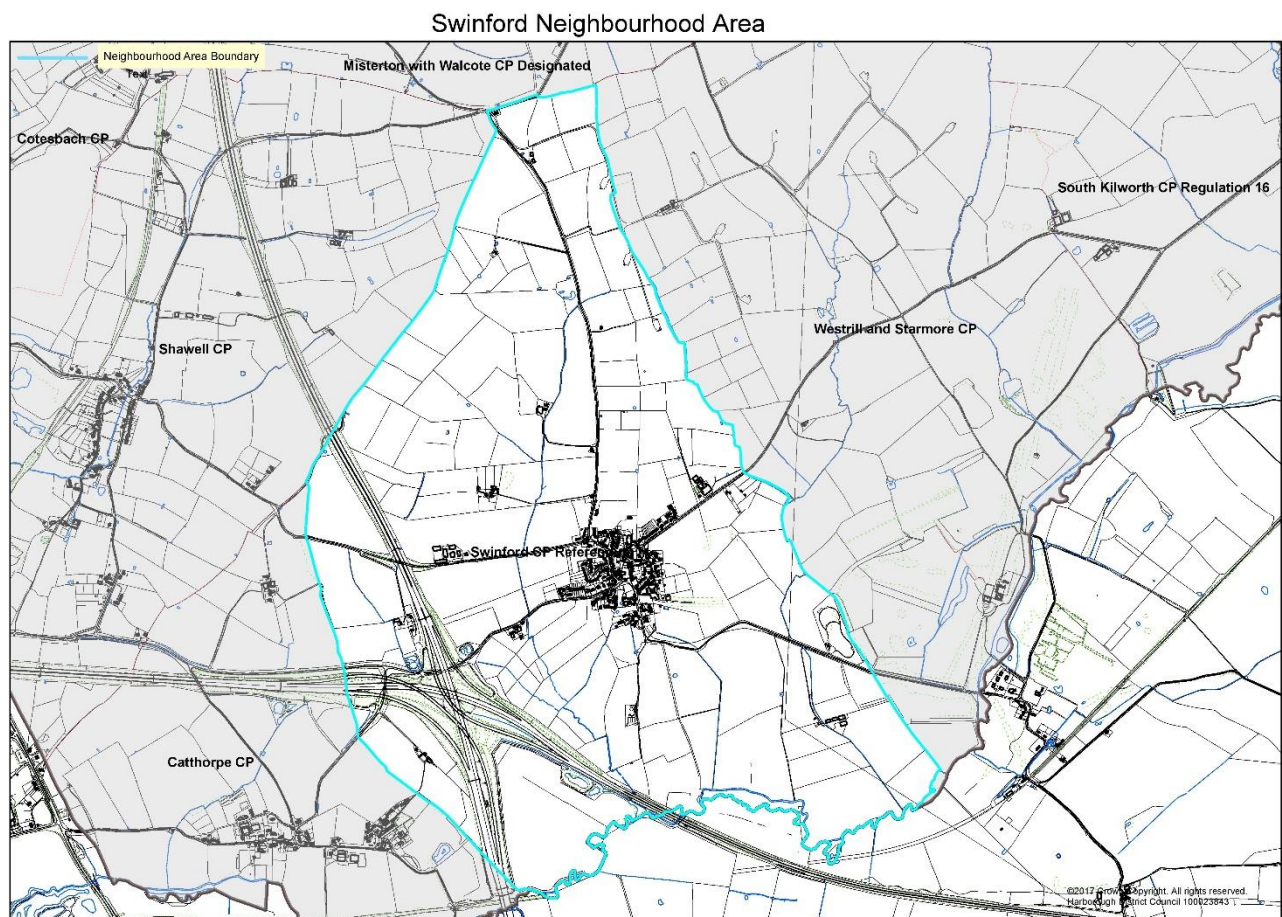 Swinford Neighbourhood Area
Neighbourhood Area Boundary
Text
Misterton with Walcote CP Designated
Cotesbach CP
South Kilworth CP Regulation 16
Westrill and Starmore CP
Shawell CP
Swinford CP
Catthorpe CP
©2017 Crown Copyright. All rights reserved.
Harborough District Council 100023843